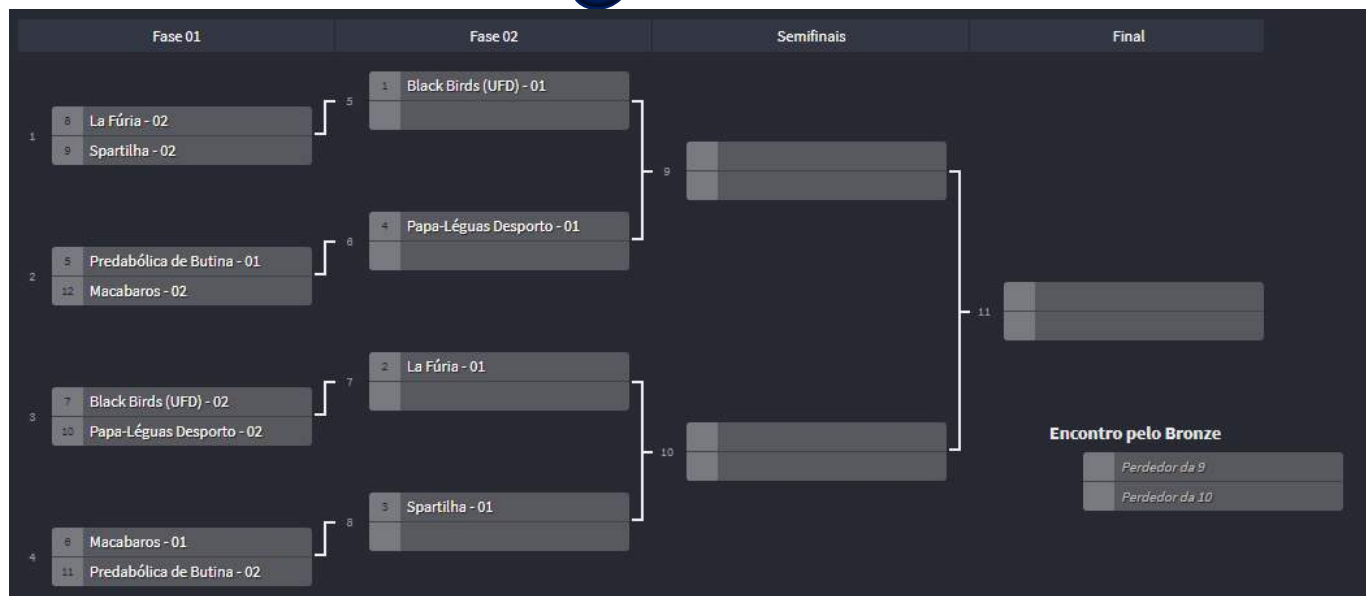 Fase 01
Fase 02
Semifinais
Final
1
8 La Fúria - 02
9 Spartilha - 02
2
5 Predabólica de Butina - 01
12 Macabaros - 02
3
7 Black Birds (UFD) - 02
10 Papa-Léguas Desporto - 02
4
6 Macabaros - 01
11 Predabólica de Butina - 02
5
1 Black Birds (UFD) - 01
6
4 Papa-Léguas Desporto - 01
7
2 La Fúria - 01
8
3 Spartilha - 01
9
10
11
Encontro pelo Bronze
Perdedor da 9
Perdedor da 10